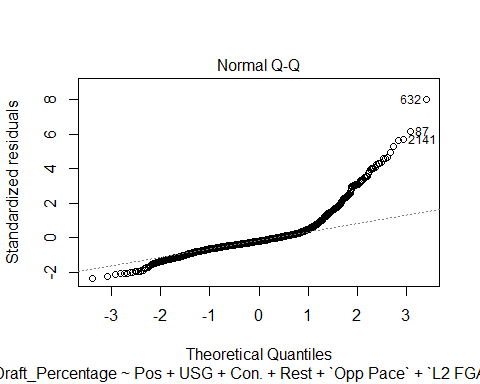 Normal Q-Q
Standardized residuals
8
6
4
2
0
-2
632
87
2141
-3 -2 -1 0 1 2 3
Theoretical Quantiles
Draft_Percentage ~ Pos + USG + Con. + Rest + `Opp Pace` + `L2 FGA